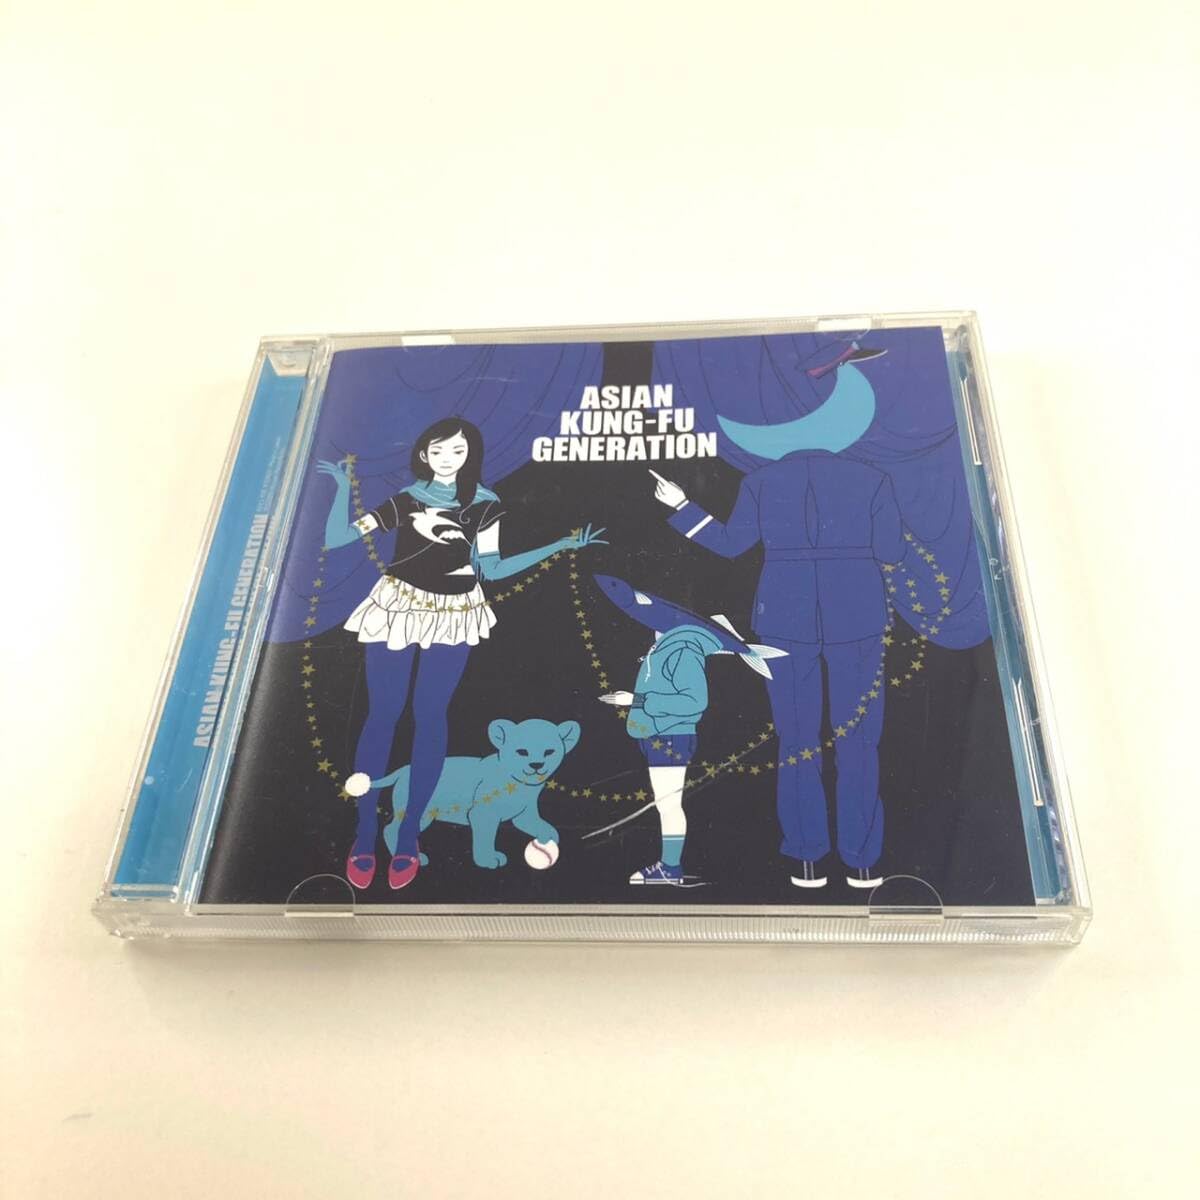 ASIAN
KUNG-FU
GENERATION
ASIAN KUNG-FU GENERATION